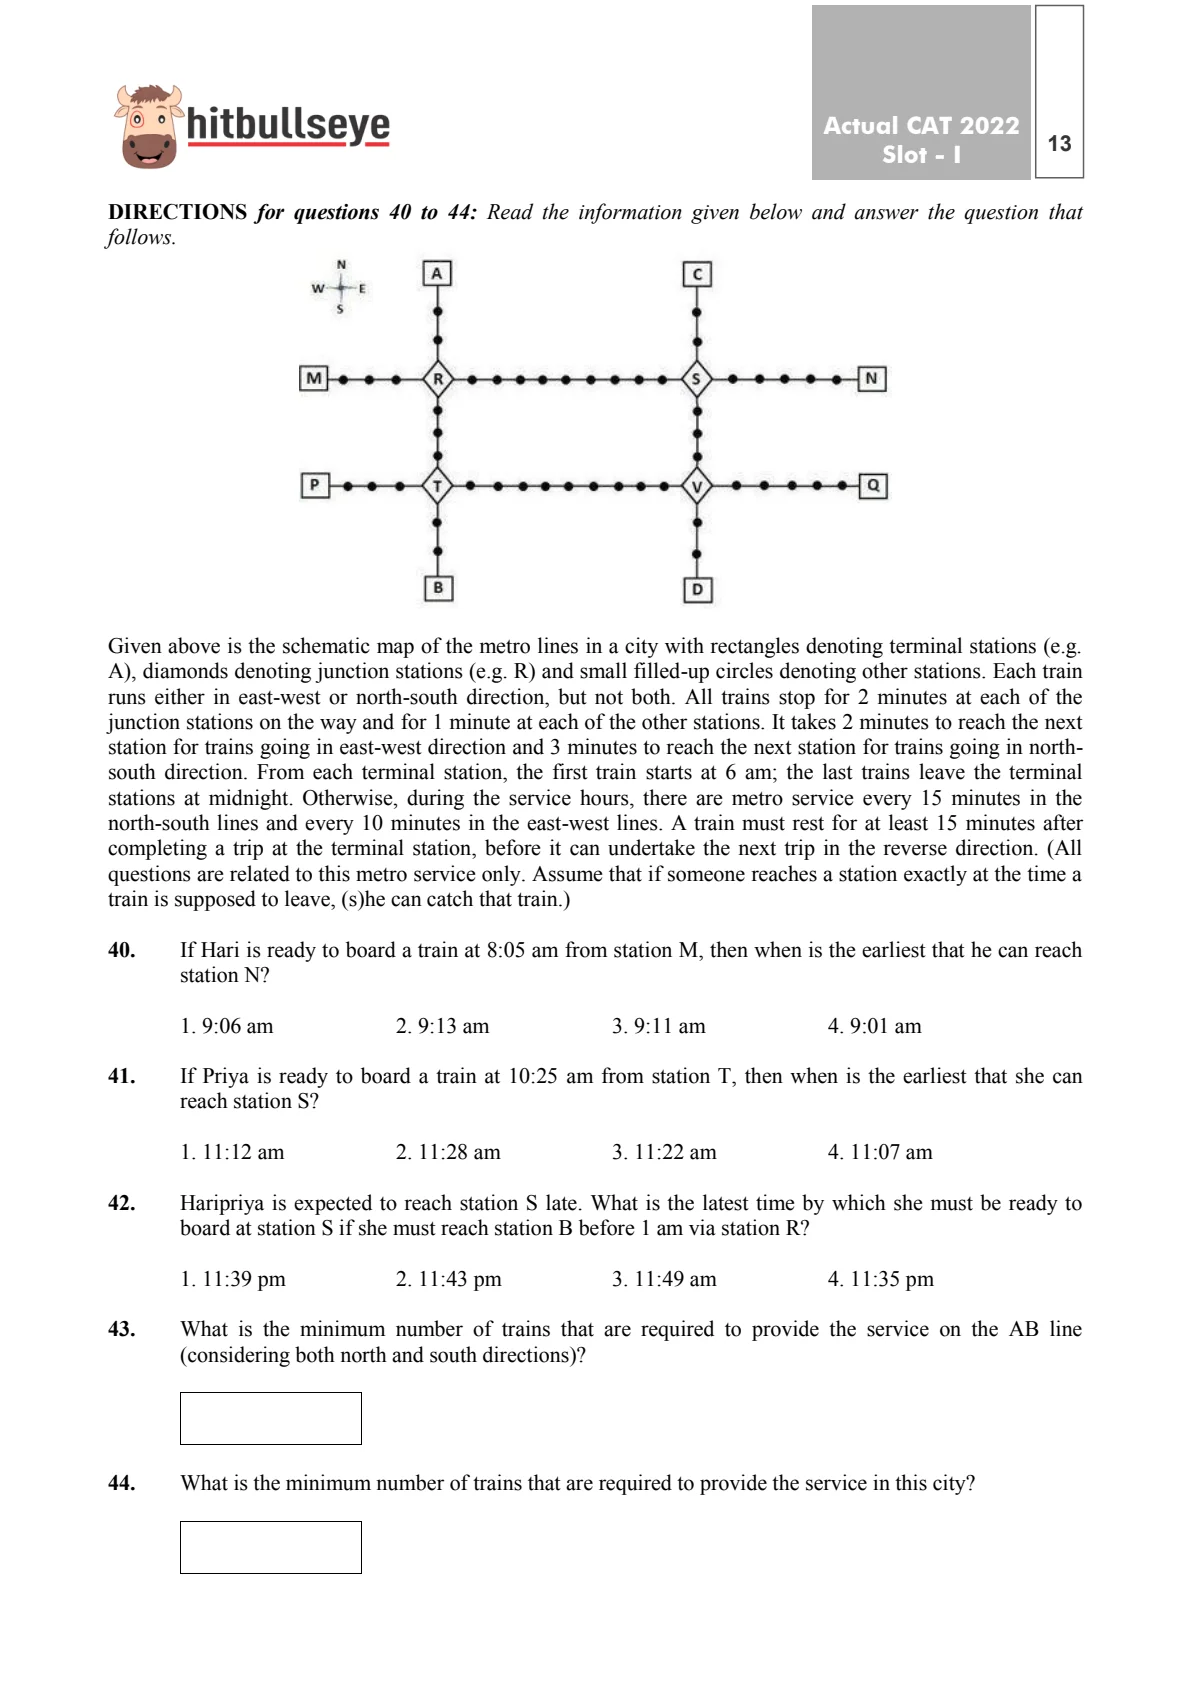 hitbullseye
Actual CAT 2022
Slot - I
13
DIRECTIONS for questions 40 to 44: Read the information given below and answer the question that
follows.
N
W E
S
A
C
M
R
S
N
P
T
V
Q
B
D
Given above is the schematic map of the metro lines in a city with rectangles denoting terminal stations (e.g.
A), diamonds denoting junction stations (e.g. R) and small filled-up circles denoting other stations. Each train
runs either in east-west or north-south direction, but not both. All trains stop for 2 minutes at each of the
junction stations on the way and for 1 minute at each of the other stations. It takes 2 minutes to reach the next
station for trains going in east-west direction and 3 minutes to reach the next station for trains going in north-
south direction. From each terminal station, the first train starts at 6 am; the last trains leave the terminal
stations at midnight. Otherwise, during the service hours, there are metro service every 15 minutes in the
north-south lines and every 10 minutes in the east-west lines. A train must rest for at least 15 minutes after
completing a trip at the terminal station, before it can undertake the next trip in the reverse direction. (All
questions are related to this metro service only. Assume that if someone reaches a station exactly at the time a
train is supposed to leave, (s)he can catch that train.)
40. If Hari is ready to board a train at 8:05 am from station M, then when is the earliest that he can reach
station N?
1. 9:06 am 2. 9:13 am 3. 9:11 am 4. 9:01 am
41. If Priya is ready to board a train at 10:25 am from station T, then when is the earliest that she can
reach station S?
1. 11:12 am 2. 11:28 am 3. 11:22 am 4. 11:07 am
42. Haripriya is expected to reach station S late. What is the latest time by which she must be ready to
board at station S if she must reach station B before 1 am via station R?
1. 11:39 pm 2. 11:43 pm 3. 11:49 am 4. 11:35 pm
43. What is the minimum number of trains that are required to provide the service on the AB line
(considering both north and south directions)?
44. What is the minimum number of trains that are required to provide the service in this city?